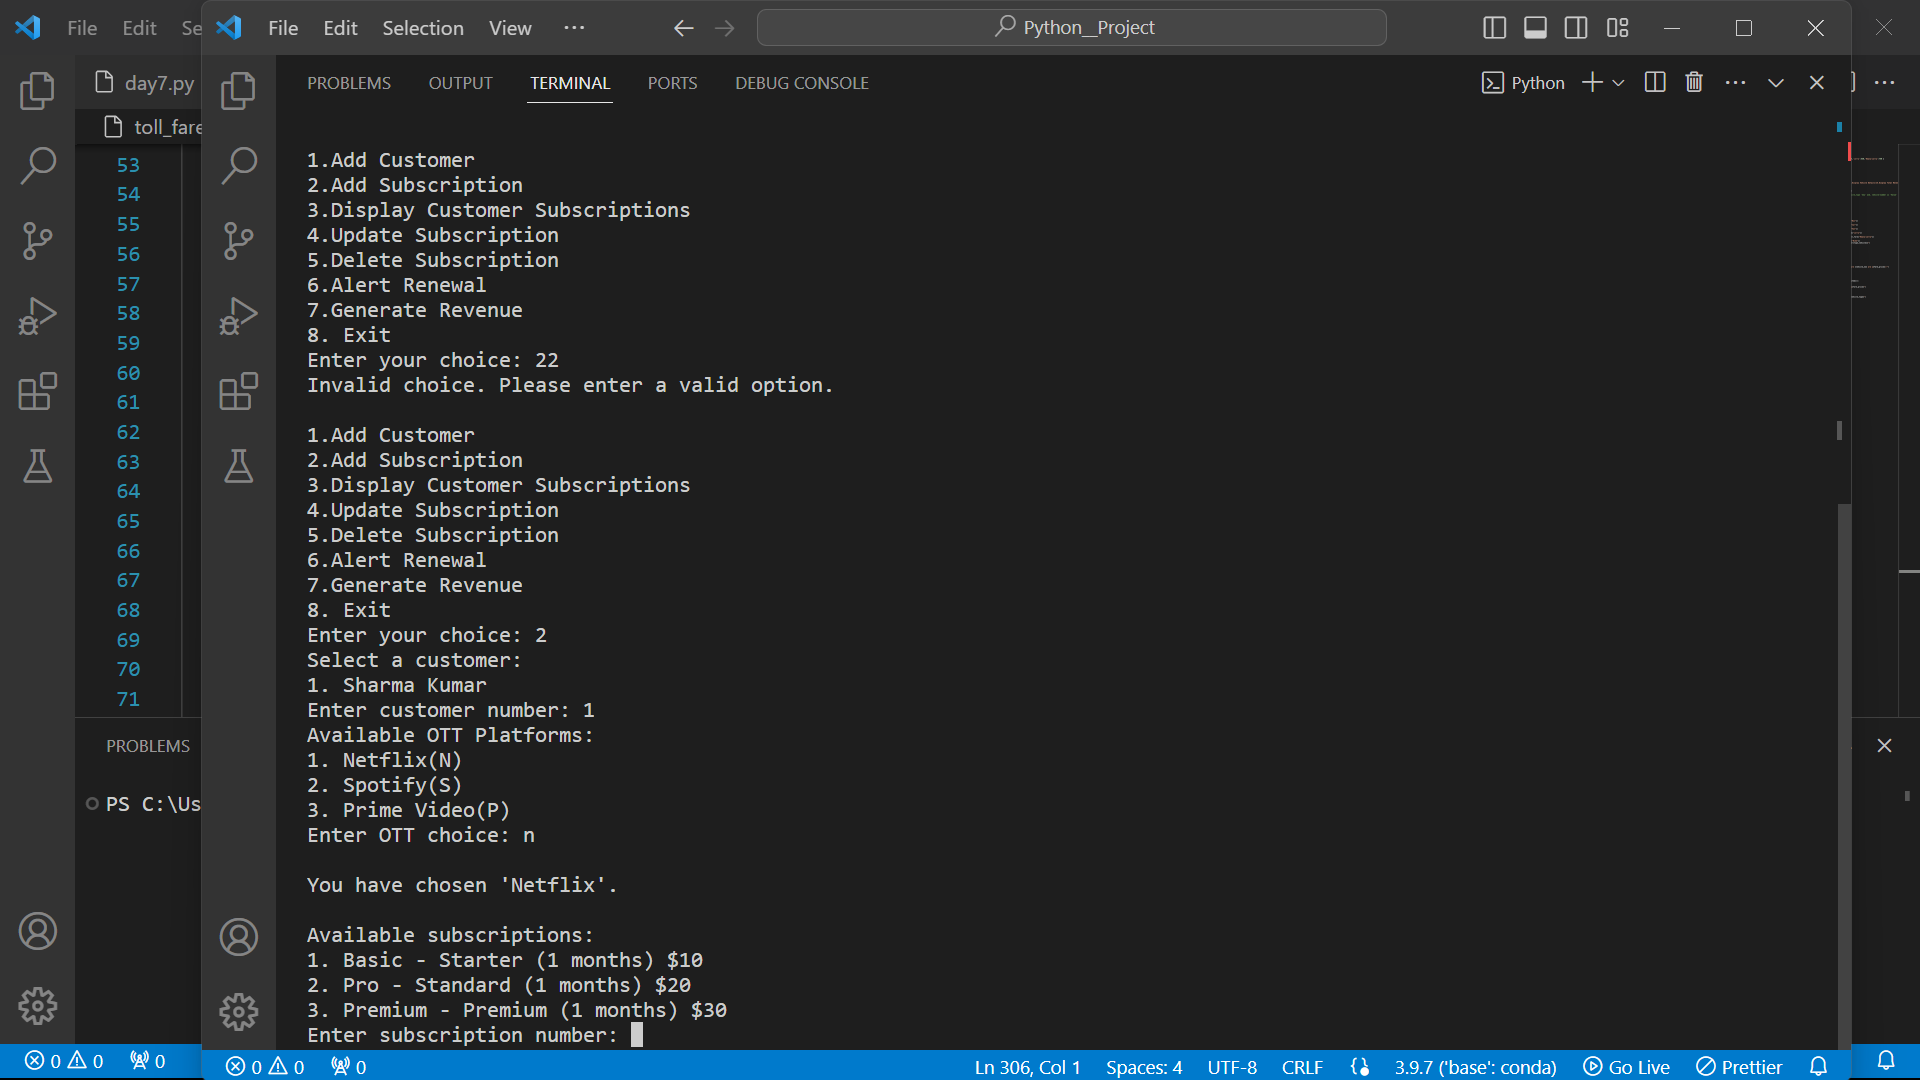 File Edit Se
File Edit Selection View ...
Python__Project
day7.py
toll_fare
53
54
55
56
57
58
59
60
61
62
63
64
65
66
67
68
69
70
71
PROBLEMS
PS C:\Us
PROBLEMS OUTPUT TERMINAL PORTS DEBUG CONSOLE
Python
1.Add Customer
2.Add Subscription
3.Display Customer Subscriptions
4.Update Subscription
5.Delete Subscription
6.Alert Renewal
7.Generate Revenue
8. Exit
Enter your choice: 22
Invalid choice. Please enter a valid option.
1.Add Customer
2.Add Subscription
3.Display Customer Subscriptions
4.Update Subscription
5.Delete Subscription
6.Alert Renewal
7.Generate Revenue
8. Exit
Enter your choice: 2
Select a customer:
1. Sharma Kumar
Enter customer number: 1
Available OTT Platforms:
1. Netflix(N)
2. Spotify(S)
3. Prime Video(P)
Enter OTT choice: n
You have chosen 'Netflix'.
Available subscriptions:
1. Basic - Starter (1 months) $10
2. Pro - Standard (1 months) $20
3. Premium - Premium (1 months) $30
Enter subscription number:
0 0 0
0 0 0
Ln 306, Col 1 Spaces: 4 UTF-8 CRLF 3.9.7 ('base': conda) Go Live Prettier